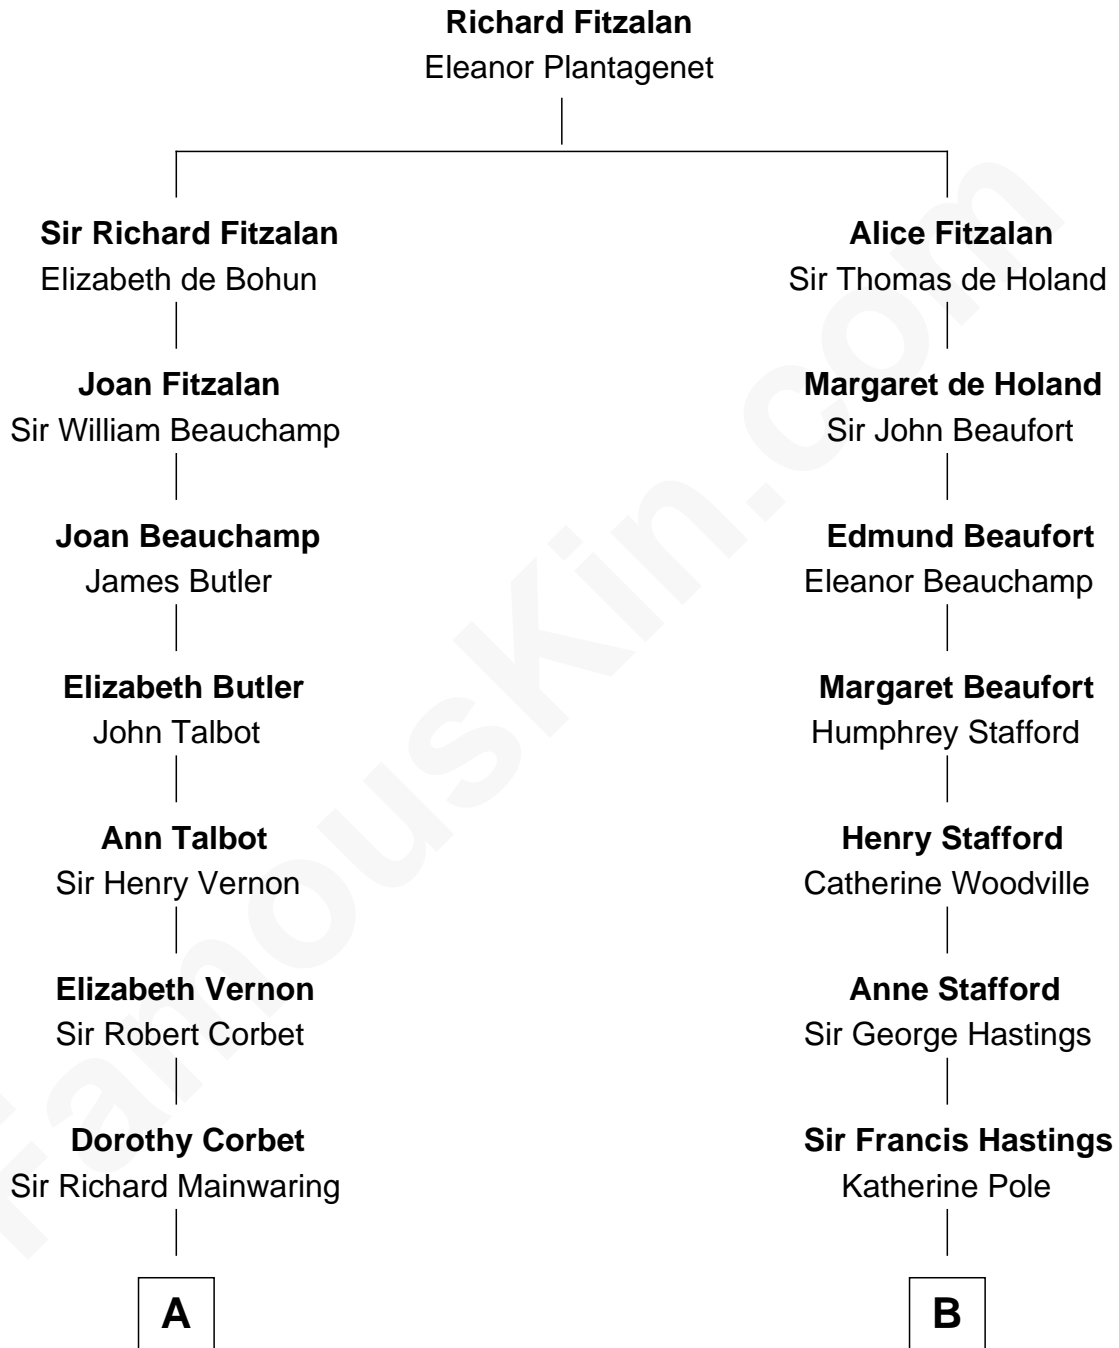 Richard Fitzalan
Eleanor Plantagenet
Sir Richard Fitzalan
Elizabeth de Bohun
Alice Fitzalan
Sir Thomas de Holand
Joan Fitzalan
Sir William Beauchamp
Margaret de Holand
Sir John Beaufort
Joan Beauchamp
James Butler
Edmund Beaufort
Eleanor Beauchamp
Elizabeth Butler
John Talbot
Margaret Beaufort
Humphrey Stafford
Ann Talbot
Sir Henry Vernon
Henry Stafford
Catherine Woodville
Elizabeth Vernon
Sir Robert Corbet
Anne Stafford
Sir George Hastings
Dorothy Corbet
Sir Richard Mainwaring
Sir Francis Hastings
Katherine Pole
A
B
FamousKin.com